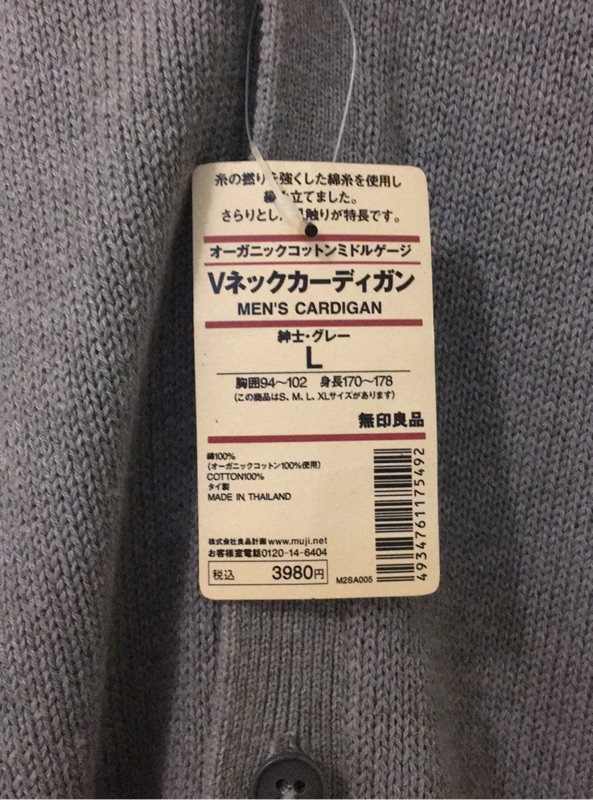 糸の撚りを強くした綿糸を使用し
立てました。
さらりとし 触りが特長です。
オーガニックコットンミドルゲージ
Vネックカーディガン
MEN'S CARDIGAN
紳士・グレー
L
胸囲94〜102 身長170〜178
(この商品はS、M、L、XLサイズがあります)
無印良品
綿100%
(オーガニックコットン100%使用)
COTTON100%
タイ製
MADE IN THAILAND
株式会社良品計画 www.muji.net
お客様室電話0120-14-6404
税込 3980円
M2SA005
4934761175492